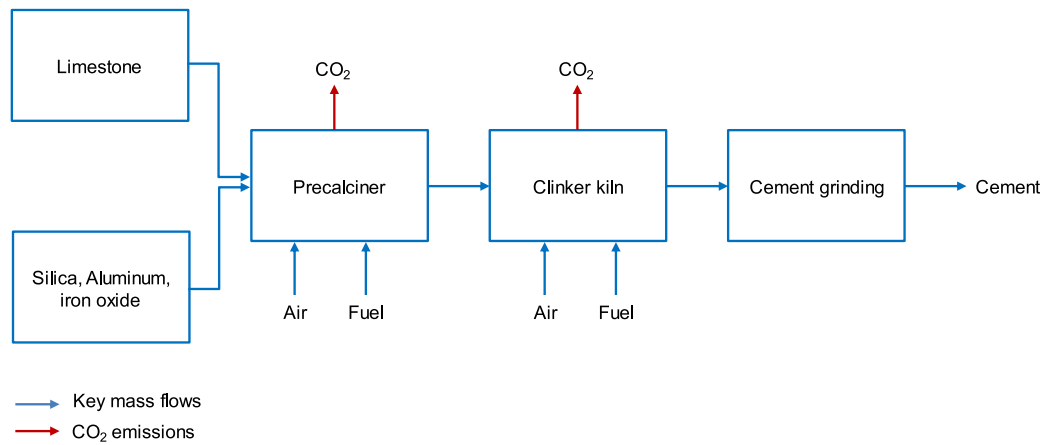 Limestone
CO₂
CO₂
Precalciner
Clinker kiln
Cement grinding
Cement
Silica, Aluminum,
iron oxide
Air
Fuel
Air
Fuel
Key mass flows
CO₂ emissions